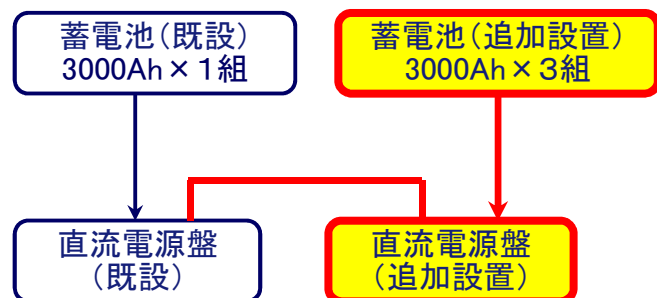 蓄電池（既設）
3000Ah×１組
蓄電池（追加設置）
3000Ah×３組
直流電源盤
（既設）
直流電源盤
（追加設置）